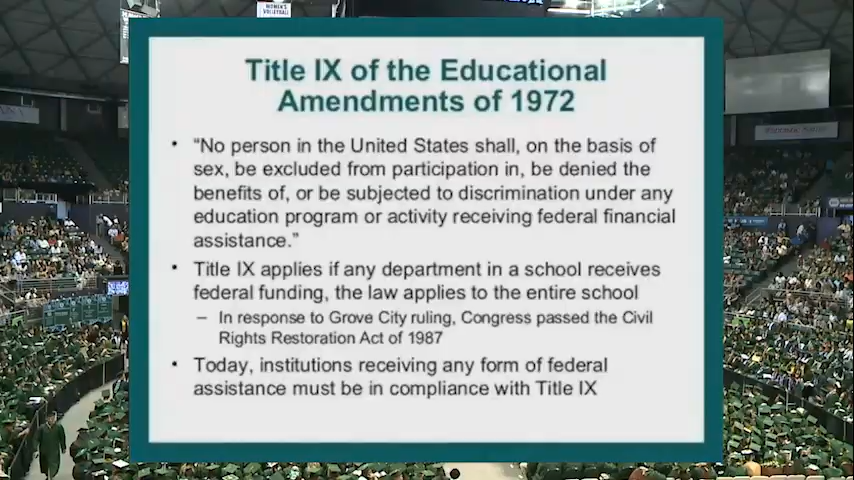 WOMEN'S
VOLLEYBALL
Title IX of the Educational
Amendments of 1972
• “No person in the United States shall, on the basis of
sex, be excluded from participation in, be denied the
benefits of, or be subjected to discrimination under any
education program or activity receiving federal financial
assistance.”
• Title IX applies if any department in a school receives
federal funding, the law applies to the entire school
– In response to Grove City ruling, Congress passed the Civil
Rights Restoration Act of 1987
• Today, institutions receiving any form of federal
assistance must be in compliance with Title IX